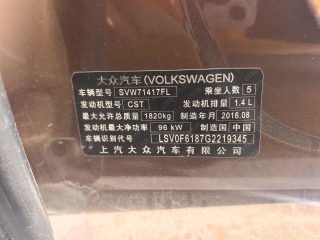 大众汽车(VOLKSWAGEN)
车辆型号 SVW71417FL 乘坐人数 5
发动机型号 CST 发动机排量 1.4 L
最大允许总质量 1820kg 制造年月 2016.08
发动机最大净功率 96 kW 制造国 中国
车辆识别代号 LSV0F6187G2219345
上汽大众汽车有限公司